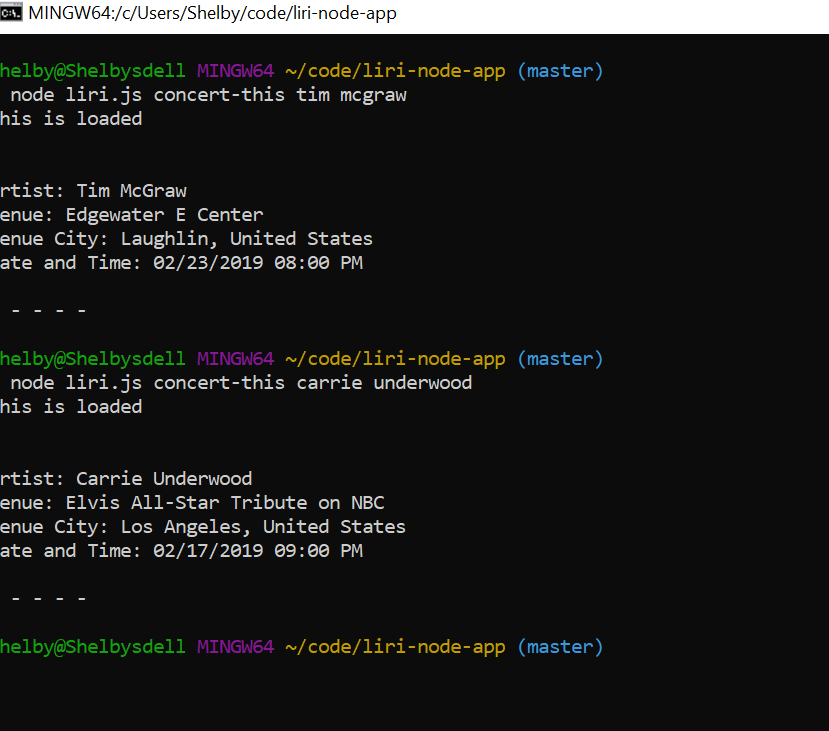 MINGW64:/c/Users/Shelby/code/liri-node-app
helby@Shelbysdell MINGW64 ~/code/liri-node-app (master)
node liri.js concert-this tim mcgraw
his is loaded
rtist: Tim McGraw
enue: Edgewater E Center
enue City: Laughlin, United States
ate and Time: 02/23/2019 08:00 PM
- - - -
helby@Shelbysdell MINGW64 ~/code/liri-node-app (master)
node liri.js concert-this carrie underwood
his is loaded
rtist: Carrie Underwood
enue: Elvis All-Star Tribute on NBC
enue City: Los Angeles, United States
ate and Time: 02/17/2019 09:00 PM
- - - -
helby@Shelbysdell MINGW64 ~/code/liri-node-app (master)